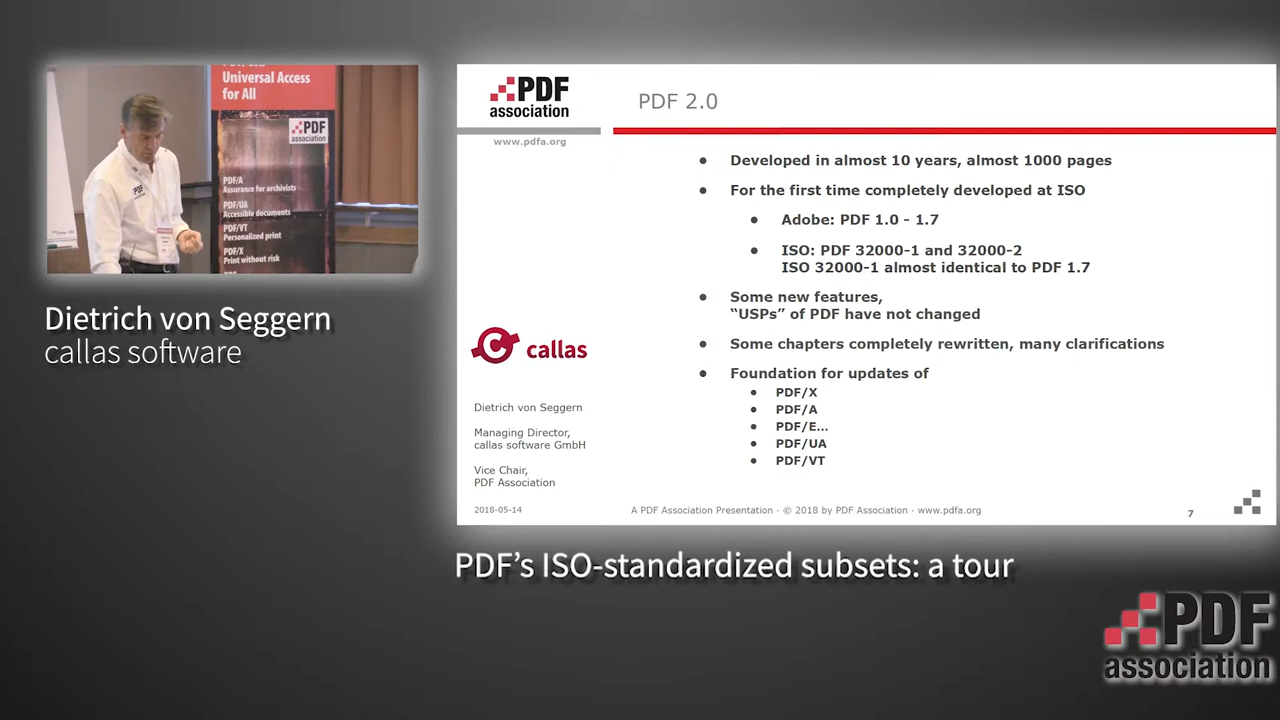 Universal Access
for All
PDF
association
PDF/A
Assurance for archivists
PDF/UA
Accessible documents
PDF/VT
Personalized print
PDF/X
Print without risk
Dietrich von Seggern
callas software
PDF
association
www.pdfa.org
PDF 2.0
● Developed in almost 10 years, almost 1000 pages
● For the first time completely developed at ISO
● Adobe: PDF 1.0 - 1.7
● ISO: PDF 32000-1 and 32000-2
ISO 32000-1 almost identical to PDF 1.7
● Some new features,
“USPs” of PDF have not changed
● Some chapters completely rewritten, many clarifications
● Foundation for updates of
● PDF/X
● PDF/A
● PDF/E...
● PDF/UA
● PDF/VT
callas
Dietrich von Seggern
Managing Director,
callas software GmbH
Vice Chair,
PDF Association
2018-05-14
A PDF Association Presentation · © 2018 by PDF Association · www.pdfa.org
7
PDF’s ISO-standardized subsets: a tour
PDF
association